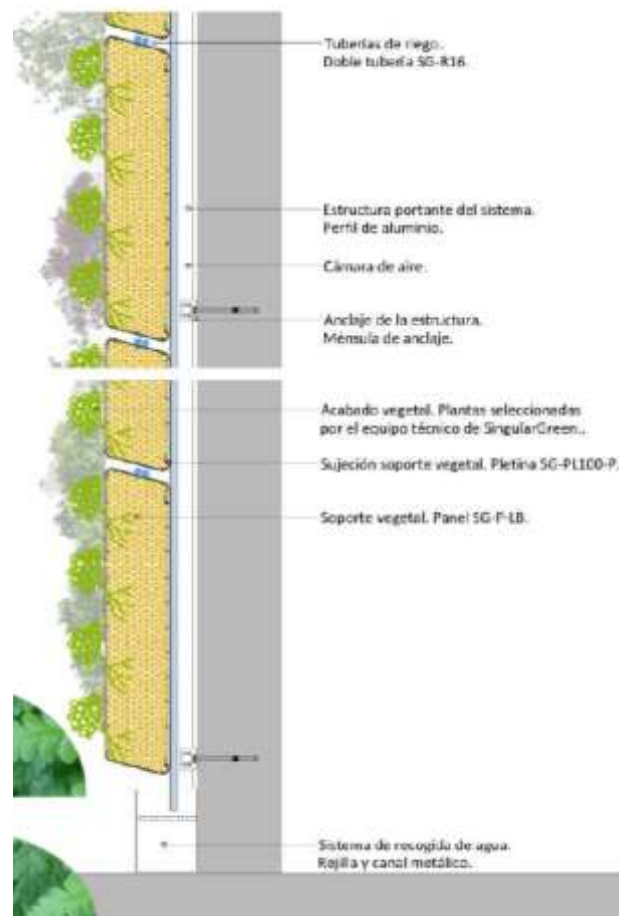 Tuberías de riego.
Doble tubería SG-R16.
Estructura portante del sistema.
Perfil de aluminio.
Cámara de aire.
Anclaje de la estructura.
Ménsula de anclaje.
Acabado vegetal. Plantas seleccionadas
por el equipo técnico de SingularGreen..
Sujeción soporte vegetal. Pletina SG-PL100-P.
Soporte vegetal. Panel SG-P-LB.
Sistema de recogida de agua.
Rejilla y canal metálico.